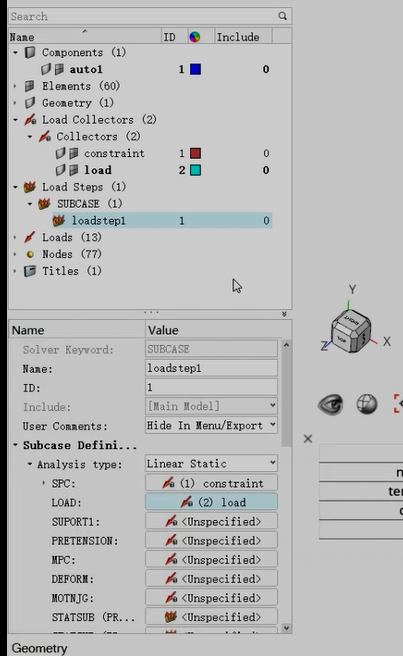 Search
Name ID Include
Components (1)
auto1 1 0
Elements (60)
Geometry (1)
Load Collectors (2)
Collectors (2)
constraint 1 0
load 2 0
Load Steps (1)
SUBCASE (1)
loadstep1 1 0
Loads (13)
Nodes (77)
Titles (1)
Y
Z X
Name Value
Solver Keyword: SUBCASE
Name: loadstep1
ID: 1
Include: [Main Model]
User Comments: Hide In Menu/Export
Subcase Defini...
Analysis type: Linear Static
SPC: (1) constraint
LOAD: (2) load
SUPORT1: <Unspecified>
PRETENSION: <Unspecified>
MPC: <Unspecified>
DEFORM: <Unspecified>
MOTNJG: <Unspecified>
STATSUB (PR... <Unspecified>
Geometry